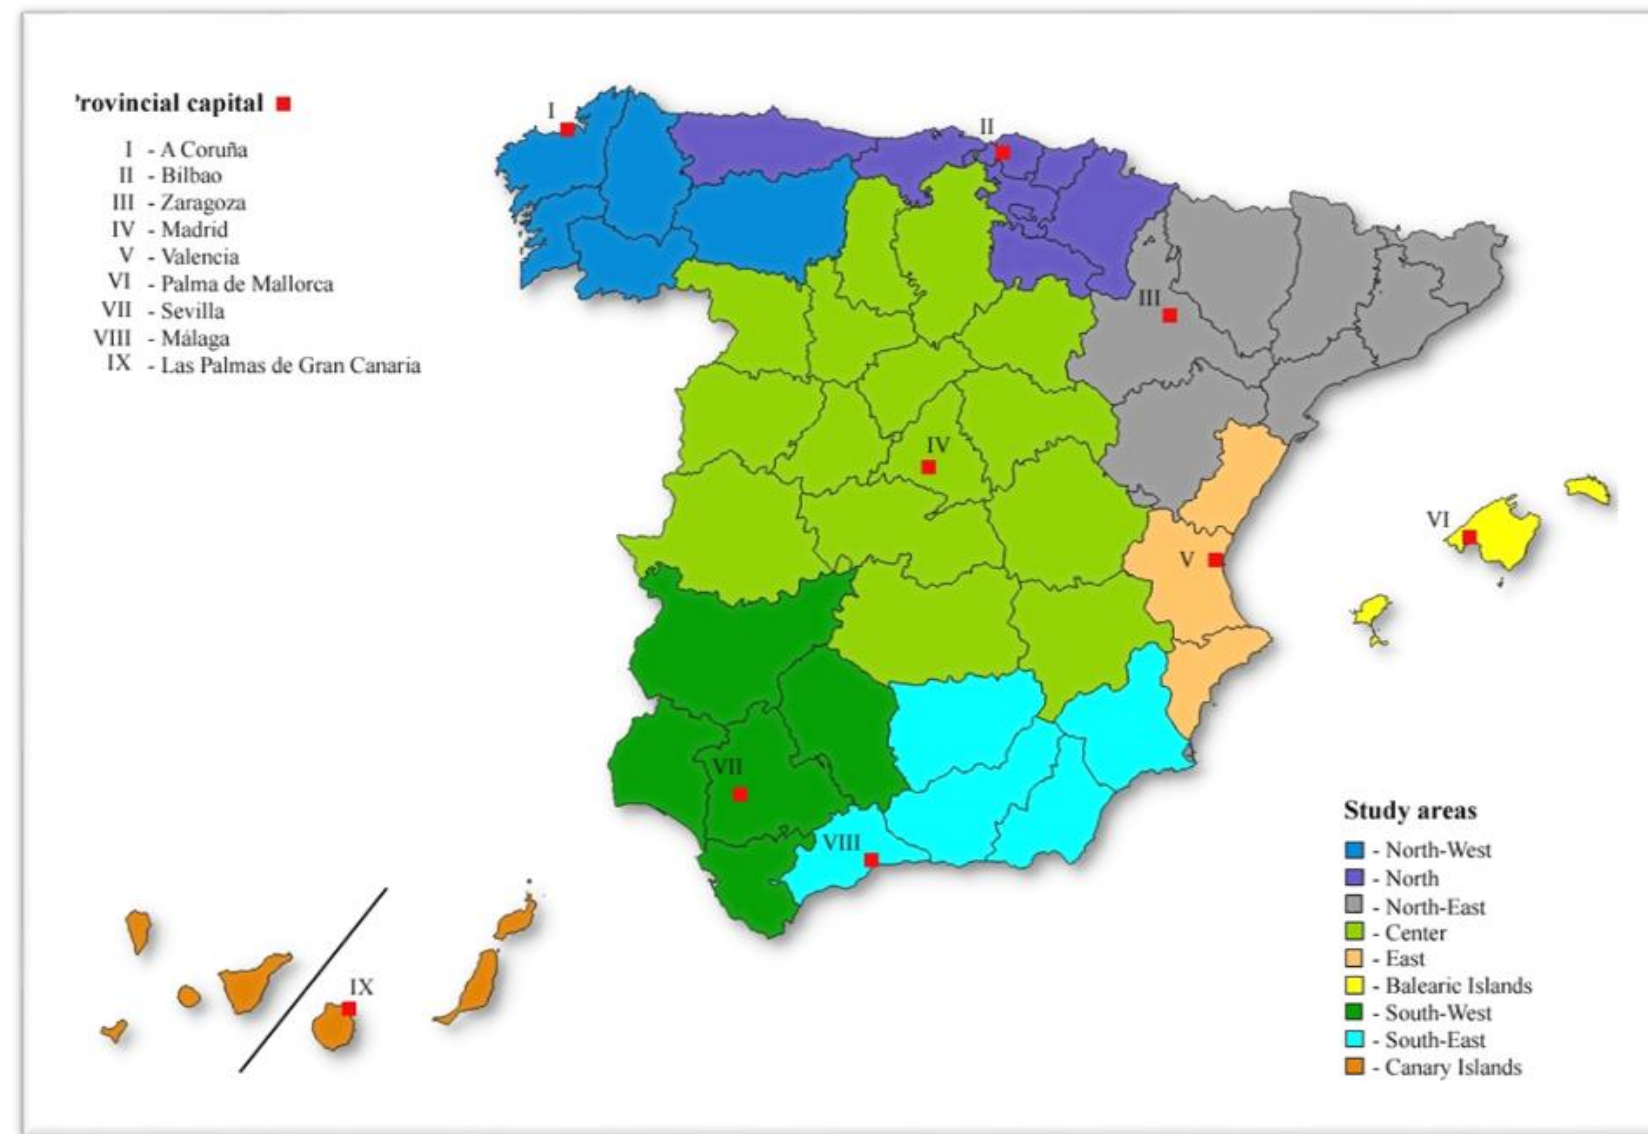 'rovincial capital
I - A Coruña
II - Bilbao
III - Zaragoza
IV - Madrid
V - Valencia
VI - Palma de Mallorca
VII - Sevilla
VIII - Málaga
IX - Las Palmas de Gran Canaria
I
II
III
IV
V
VI
VII
VIII
IX
Study areas
- North-West
- North
- North-East
- Center
- East
- Balearic Islands
- South-West
- South-East
- Canary Islands